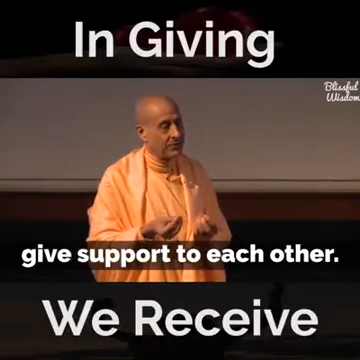 In Giving
Blissful
Wisdom
give support to each other.
We Receive